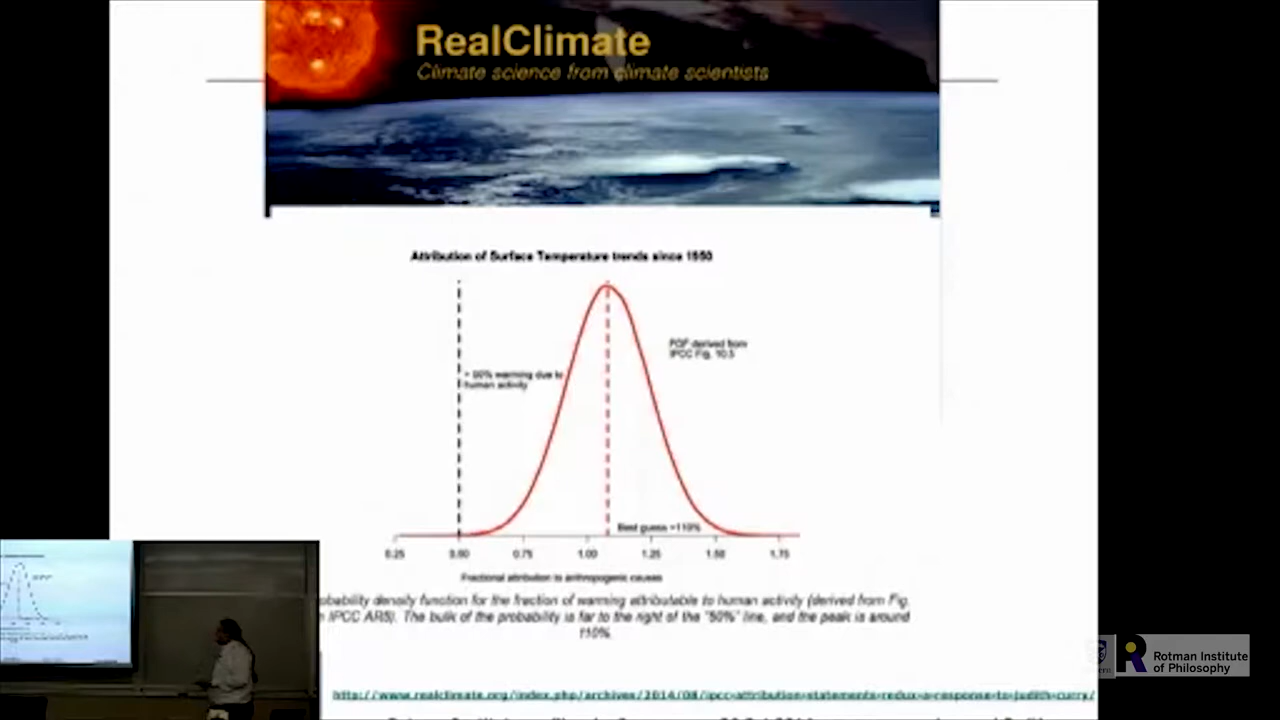 RealClimate
Climate science from climate scientists
Attribution of Surface Temperature trends since 1950
PDF derived from
IPCC Fig. 10.5
50% warming due to
human activity
Best guess ~110%
0.25 0.50 0.75 1.00 1.25 1.50 1.75
Fractional attribution to anthropogenic causes
obability density function for the fraction of warming attributable to human activity (derived from Fig.
IPCC AR5). The bulk of the probability is far to the right of the "50%" line, and the peak is around
110%.
Rotman Institute
of Philosophy
http://www.realclimate.org/index.php/archives/2014/08/ipcc-attribution-statements-redux-a-response-to-judith-curry/